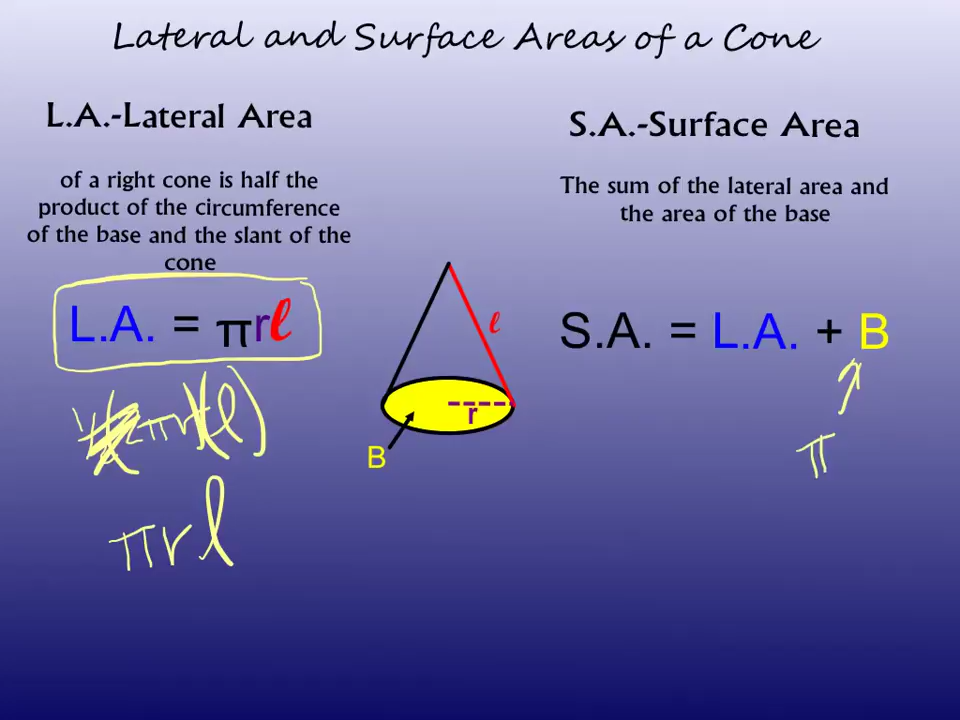 Lateral and Surface Areas of a Cone
L.A.-Lateral Area
of a right cone is half the
product of the circumference
of the base and the slant of the
cone
L.A. = πrℓ
πr(ℓ)
πrℓ
ℓ
r
B
S.A.-Surface Area
The sum of the lateral area and
the area of the base
S.A. = L.A. + B
π